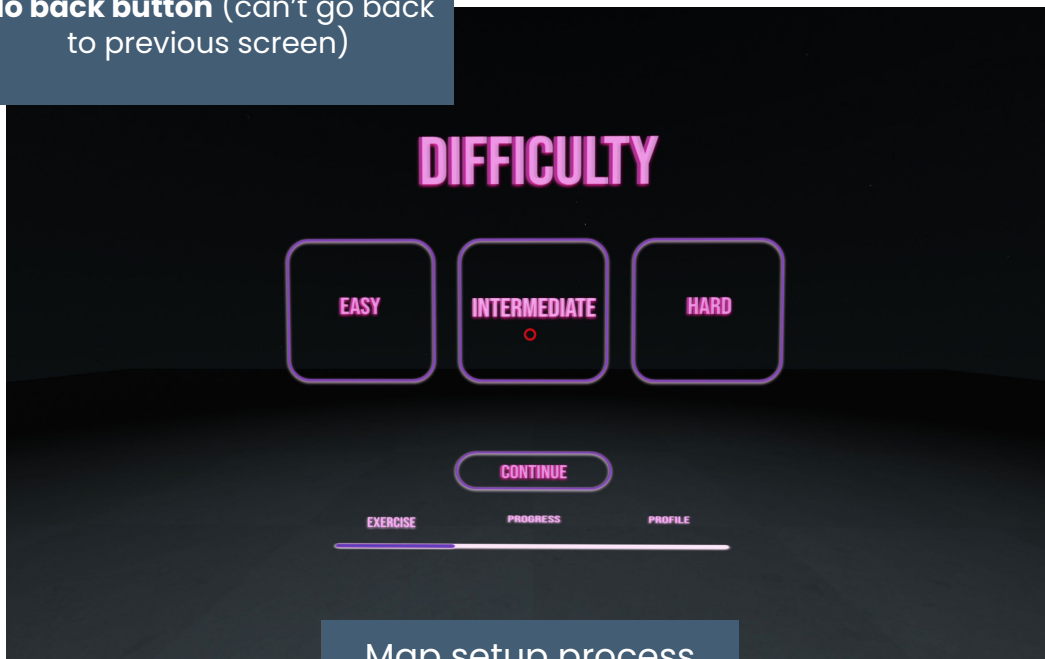 back button (can't go back
to previous screen)
DIFFICULTY
EASY
INTERMEDIATE
HARD
CONTINUE
EXERCISE
PROGRESS
PROFILE
Map setup process